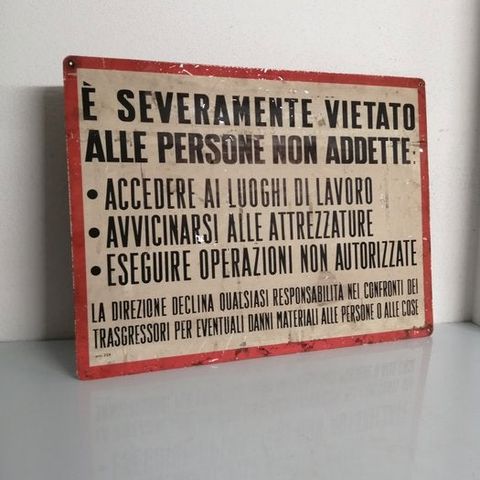 È SEVERAMENTE VIETATO
ALLE PERSONE NON ADDETTE:
• ACCEDERE AI LUOGHI DI LAVORO
• AVVICINARSI ALLE ATTREZZATURE
• ESEGUIRE OPERAZIONI NON AUTORIZZATE
LA DIREZIONE DECLINA QUALSIASI RESPONSABILITÀ NEI CONFRONTI DEI
TRASGRESSORI PER EVENTUALI DANNI MATERIALI ALLE PERSONE O ALLE COSE